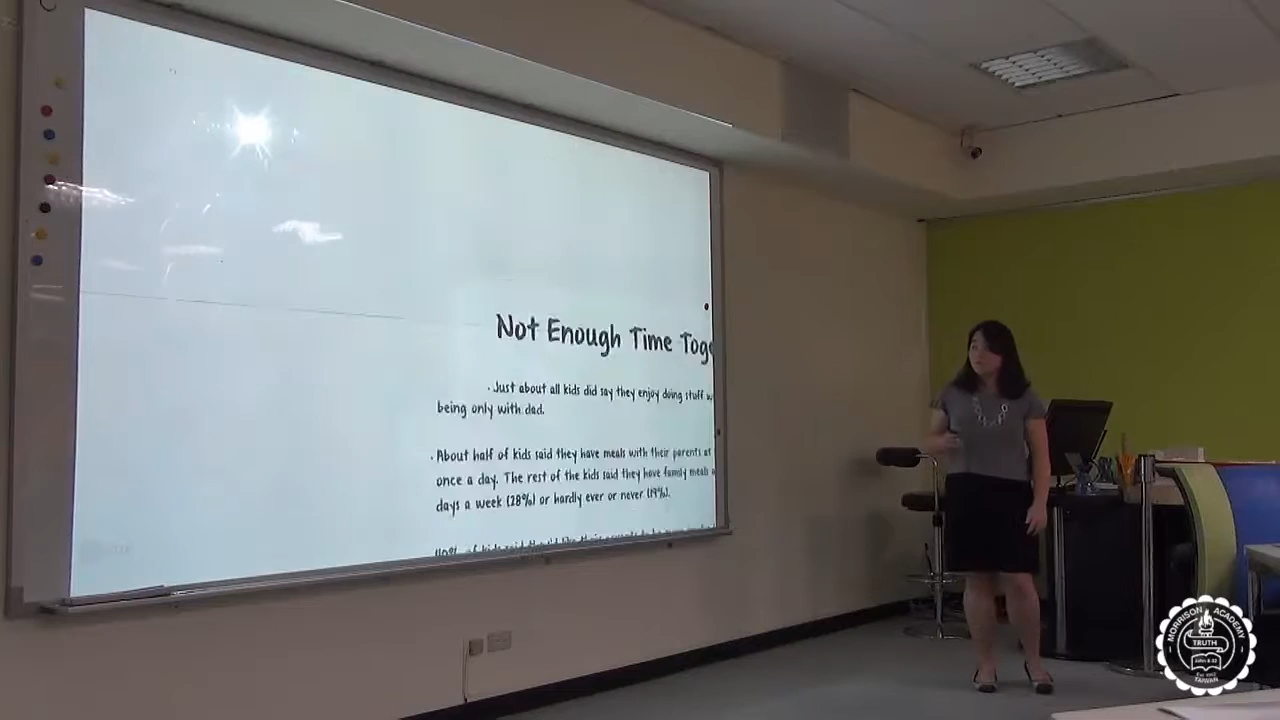 Not Enough Time Toge
· Just about all kids did say they enjoy doing stuff w
being only with dad.
· About half of kids said they have meals with their parents at
once a day. The rest of the kids said they have family meals a
days a week (28%) or hardly ever or never (19%).
MORRISON ACADEMY
TRUTH
John 8:32
TAIWAN